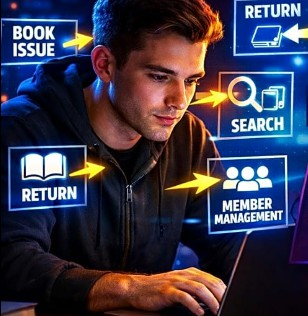 BOOK
ISSUE
RETURN
SEARCH
RETURN
MEMBER
MANAGEMENT